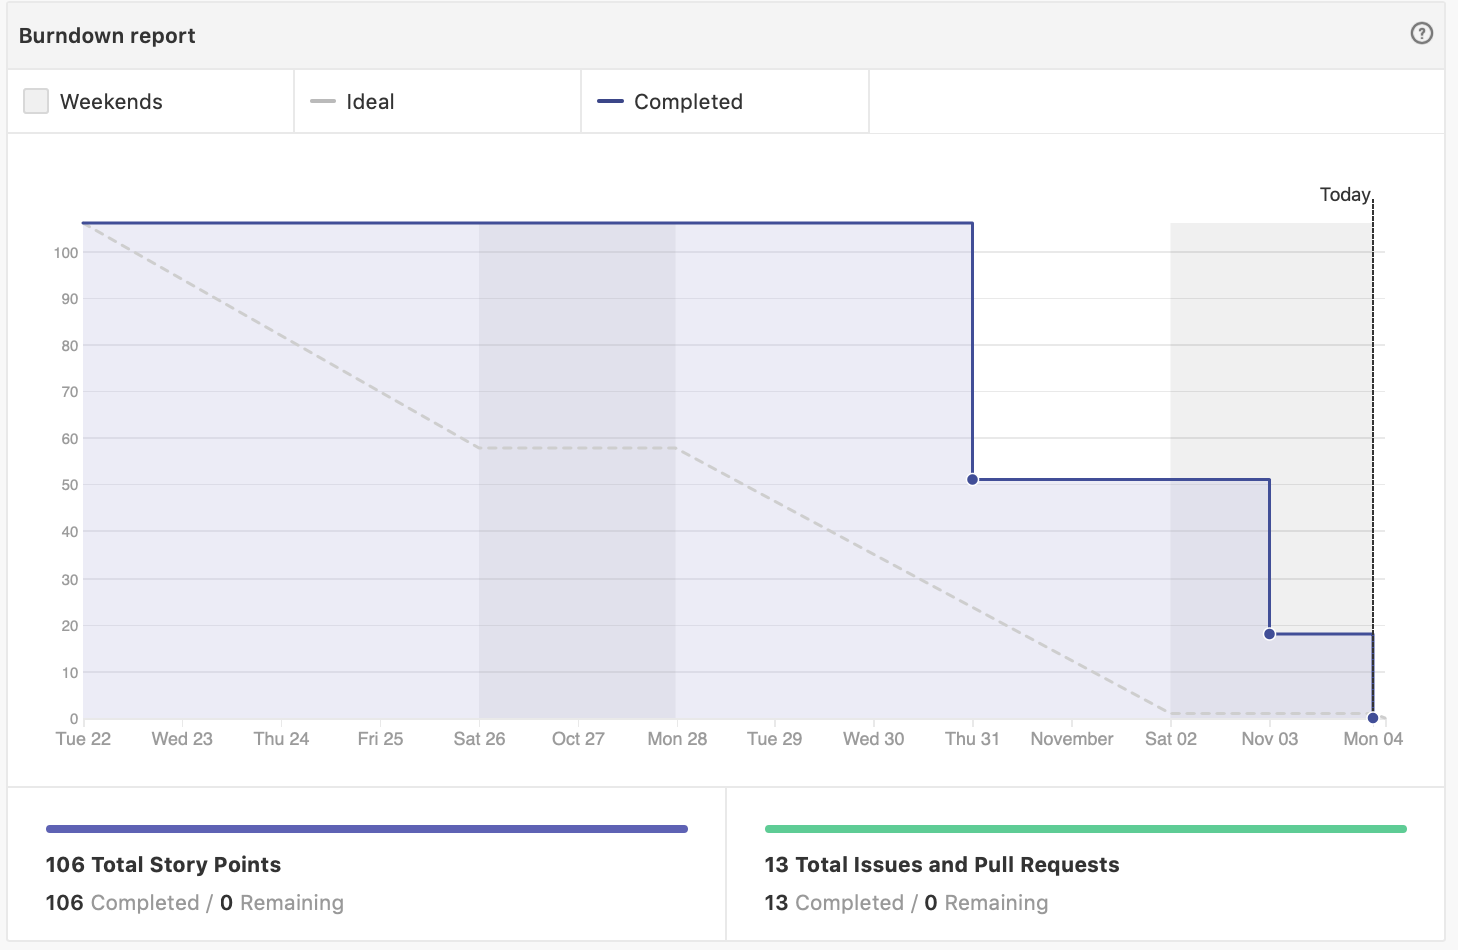 Burndown report
Weekends
Ideal
Completed
Today
100
90
80
70
60
50
40
30
20
10
0
Tue 22 Wed 23 Thu 24 Fri 25 Sat 26 Oct 27 Mon 28 Tue 29 Wed 30 Thu 31 November Sat 02 Nov 03 Mon 04
106 Total Story Points
106 Completed / 0 Remaining
13 Total Issues and Pull Requests
13 Completed / 0 Remaining